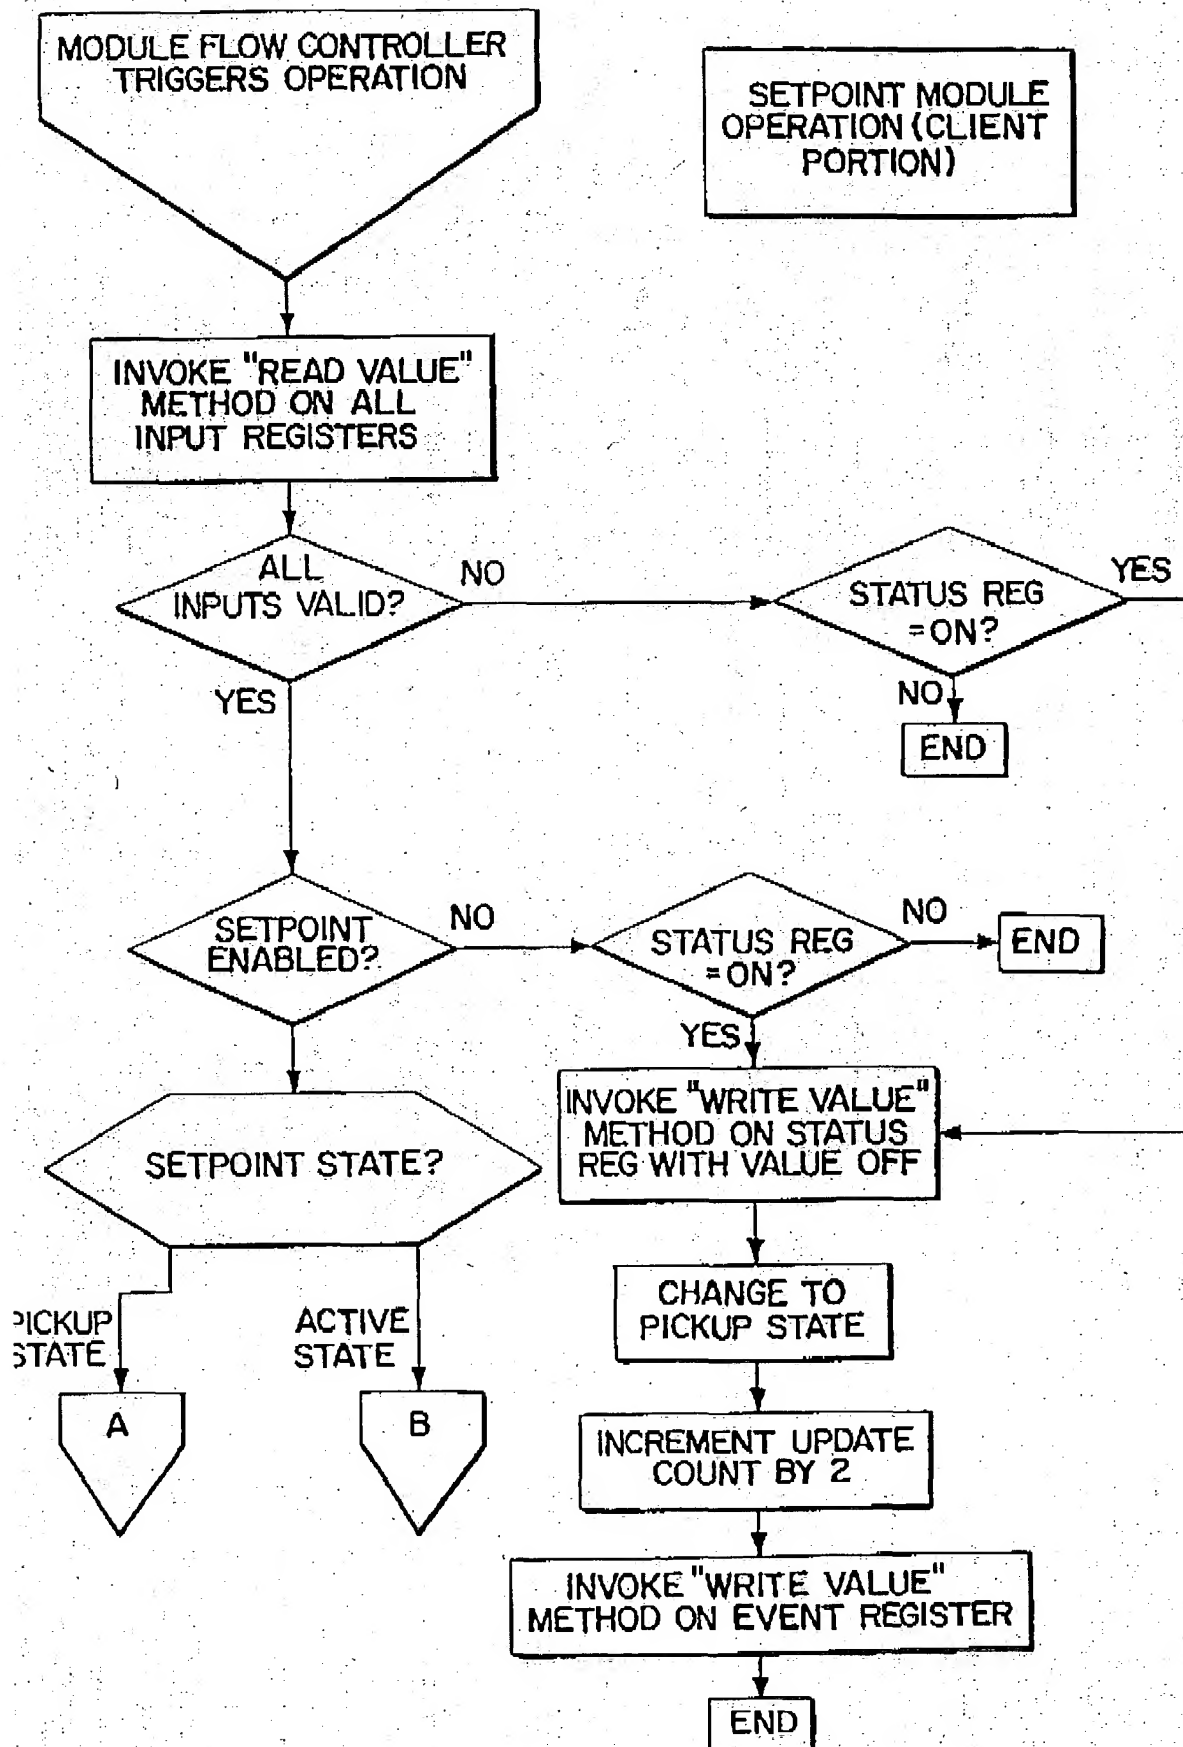 MODULE FLOW CONTROLLER
TRIGGERS OPERATION
SETPOINT MODULE
OPERATION (CLIENT
PORTION)
INVOKE "READ VALUE"
METHOD ON ALL
INPUT REGISTERS
ALL
INPUTS VALID?
NO
STATUS REG
=ON?
YES
YES
NO
END
SETPOINT
ENABLED?
NO
STATUS REG
=ON?
NO
END
YES
INVOKE "WRITE VALUE"
METHOD ON STATUS
REG WITH VALUE OFF
SETPOINT STATE?
CHANGE TO
PICKUP STATE
PICKUP
STATE
ACTIVE
STATE
A
B
INCREMENT UPDATE
COUNT BY 2
INVOKE "WRITE VALUE"
METHOD ON EVENT REGISTER
END